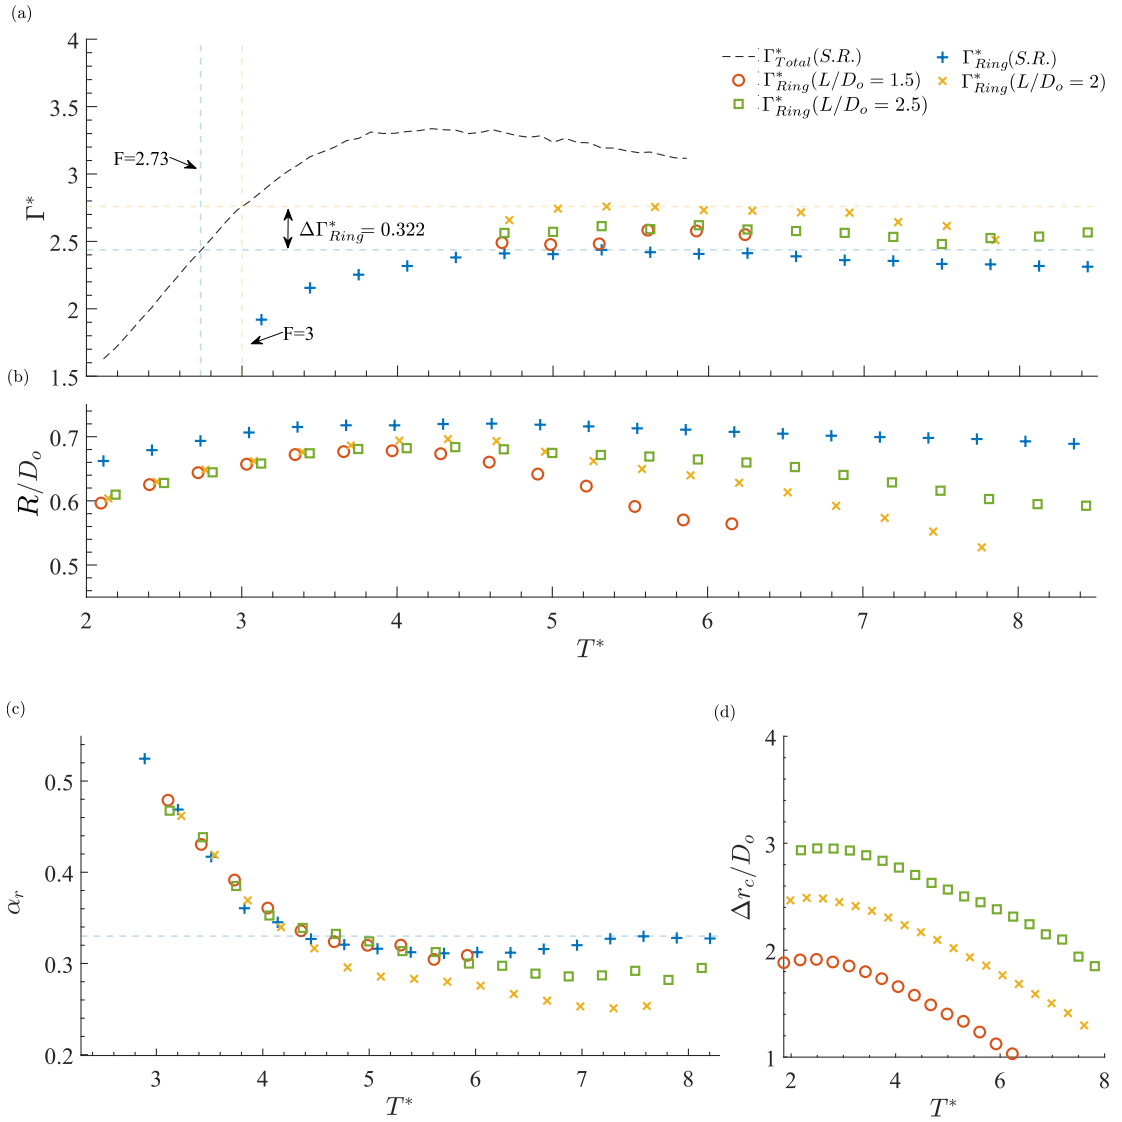 (a)
4
3.5
3
2.5
2
1.5
Γ*
Γ*Total(S.R.)
Γ*Ring(S.R.)
Γ*Ring(L/Do = 1.5)
Γ*Ring(L/Do = 2)
Γ*Ring(L/Do = 2.5)
F=2.73
ΔΓ*Ring= 0.322
F=3
(b)
0.7
0.6
0.5
R/Do
2 3 4 5 6 7 8
T*
(c)
0.5
0.4
0.3
0.2
αr
3 4 5 6 7 8
T*
(d)
4
3
2
1
Δrc/Do
2 4 6 8
T*